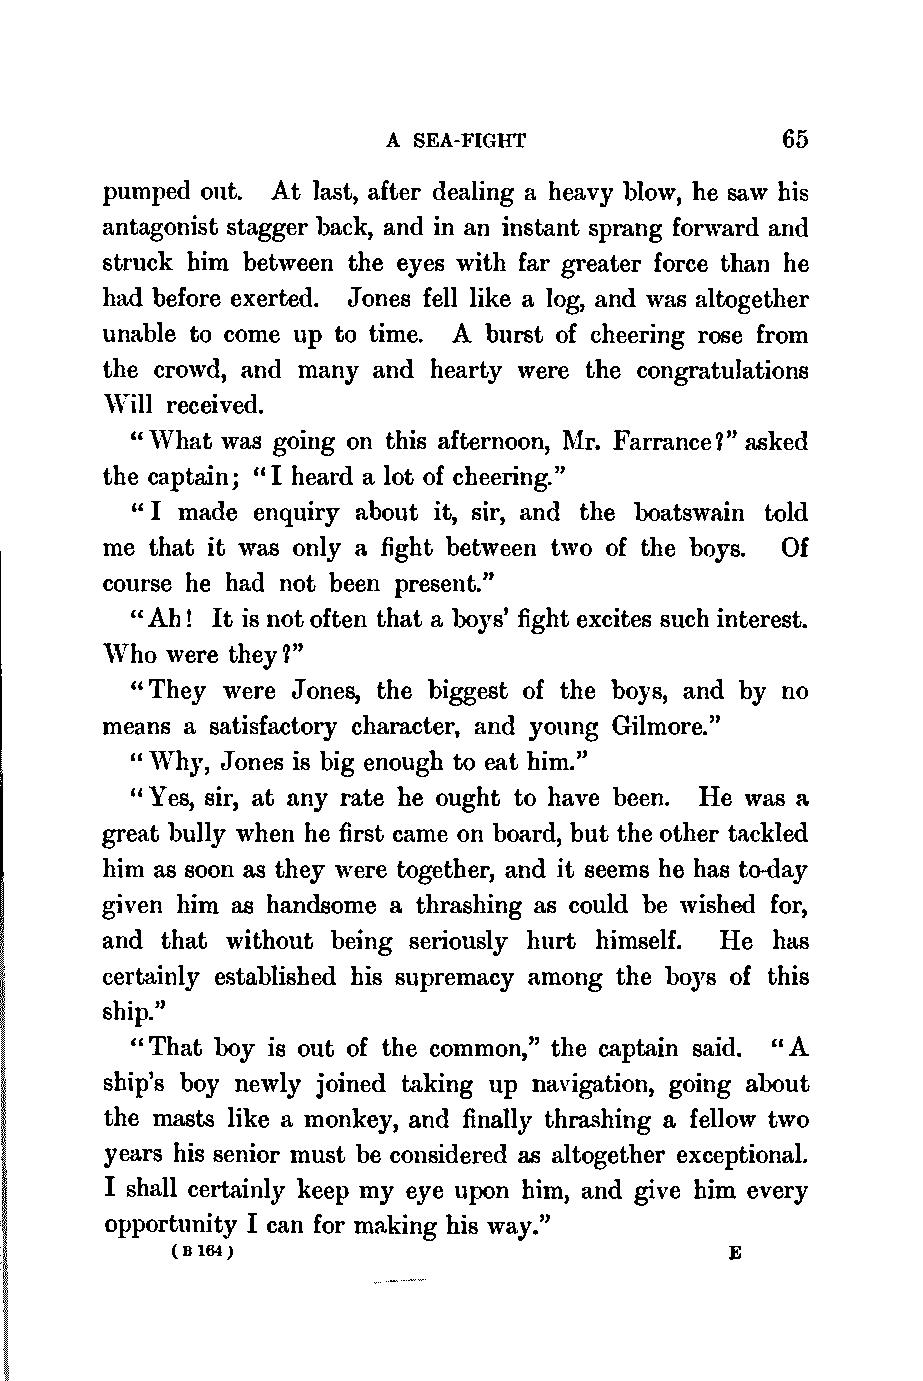 A SEA-FIGHT 65
pumped out. At last, after dealing a heavy blow, he saw his
antagonist stagger back, and in an instant sprang forward and
struck him between the eyes with far greater force than he
had before exerted. Jones fell like a log, and was altogether
unable to come up to time. A burst of cheering rose from
the crowd, and many and hearty were the congratulations
Will received.
“What was going on this afternoon, Mr. Farrance?” asked
the captain; “I heard a lot of cheering.”
“I made enquiry about it, sir, and the boatswain told
me that it was only a fight between two of the boys. Of
course he had not been present.”
“Ah! It is not often that a boys’ fight excites such interest.
Who were they?”
“They were Jones, the biggest of the boys, and by no
means a satisfactory character, and young Gilmore.”
“Why, Jones is big enough to eat him.”
“Yes, sir, at any rate he ought to have been. He was a
great bully when he first came on board, but the other tackled
him as soon as they were together, and it seems he has to-day
given him as handsome a thrashing as could be wished for,
and that without being seriously hurt himself. He has
certainly established his supremacy among the boys of this
ship.”
“That boy is out of the common,” the captain said. “A
ship’s boy newly joined taking up navigation, going about
the masts like a monkey, and finally thrashing a fellow two
years his senior must be considered as altogether exceptional.
I shall certainly keep my eye upon him, and give him every
opportunity I can for making his way.”
(B 164) E